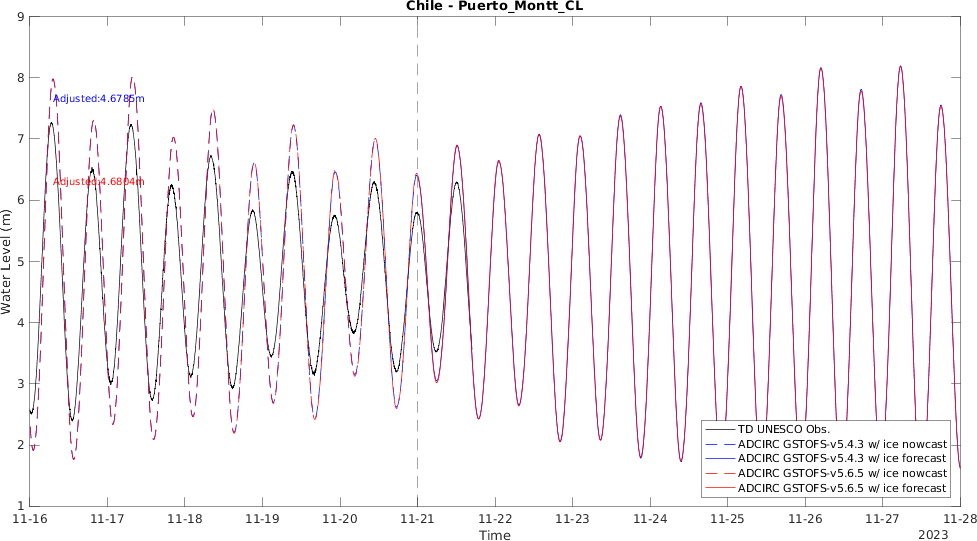 Chile - Puerto_Montt_CL
9
8
7
6
5
4
3
2
1
Water Level (m)
Adjusted:4.6785m
Adjusted:4.6804m
TD UNESCO Obs.
ADCIRC GSTOFS-v5.4.3 w/ ice nowcast
ADCIRC GSTOFS-v5.4.3 w/ ice forecast
ADCIRC GSTOFS-v5.6.5 w/ ice nowcast
ADCIRC GSTOFS-v5.6.5 w/ ice forecast
11-16 11-17 11-18 11-19 11-20 11-21 11-22 11-23 11-24 11-25 11-26 11-27 11-28
Time
2023